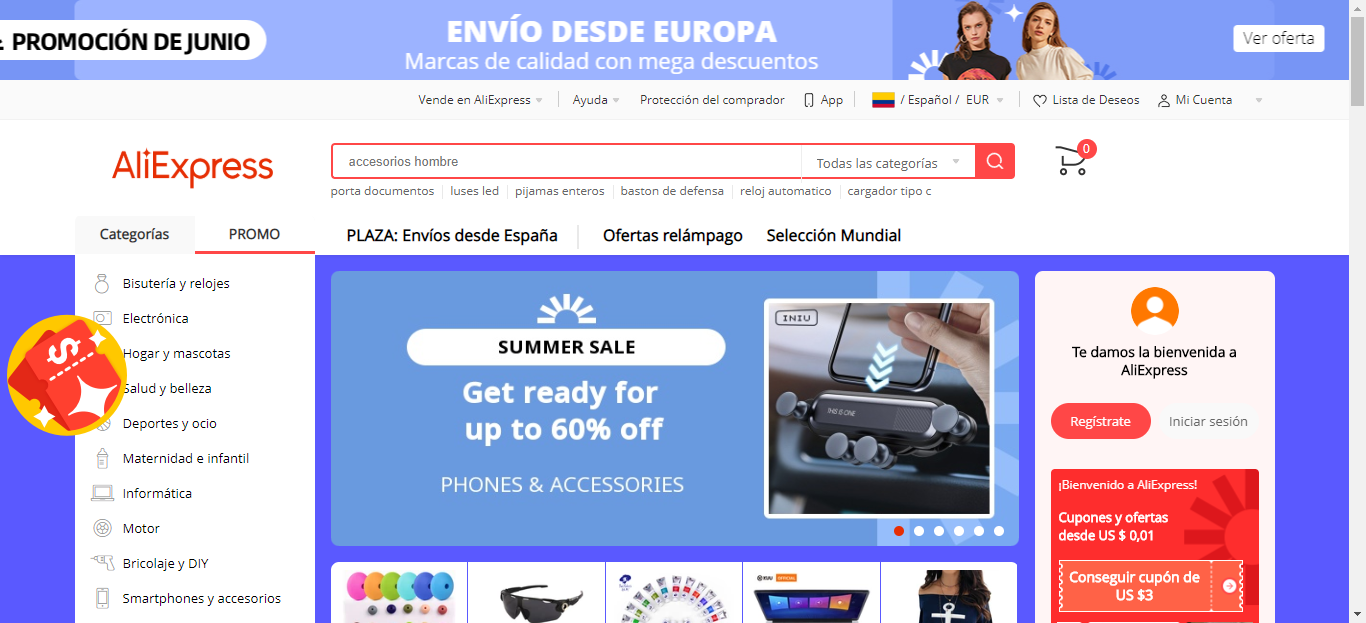 PROMOCIÓN DE JUNIO
ENVÍO DESDE EUROPA
Marcas de calidad con mega descuentos
Ver oferta
Vende en AliExpress
Ayuda
Protección del comprador
App
/ Español / EUR
Lista de Deseos
Mi Cuenta
AliExpress
accesorios hombre
Todas las categorías
0
porta documentos
luses led
pijamas enteros
baston de defensa
reloj automatico
cargador tipo c
Categorías
PROMO
PLAZA: Envíos desde España
Ofertas relámpago
Selección Mundial
Bisutería y relojes
Electrónica
Hogar y mascotas
Salud y belleza
Deportes y ocio
Maternidad e infantil
Informática
Motor
Bricolaje y DIY
Smartphones y accesorios
$
SUMMER SALE
Get ready for
up to 60% off
PHONES & ACCESSORIES
INIU
THIS IS ONE
Te damos la bienvenida a
AliExpress
Regístrate
Iniciar sesión
¡Bienvenido a AliExpress!
Cupones y ofertas
desde US $ 0,01
Conseguir cupón de
US $3
KUU